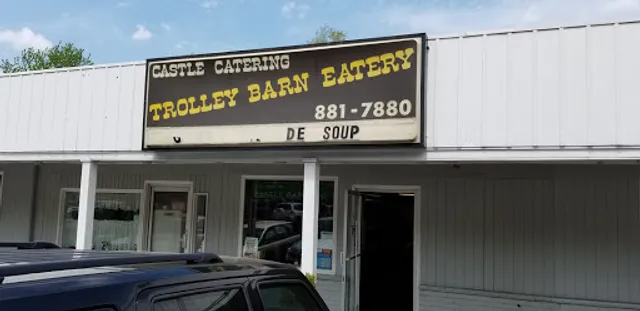 CASTLE CATERING
TROLLEY BARN EATERY
881-7880
DE SOUP